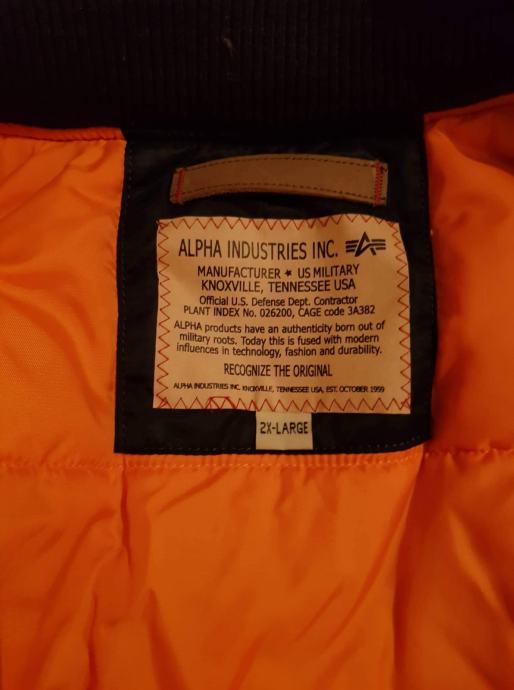 ALPHA INDUSTRIES INC.
MANUFACTURER ★ US MILITARY
KNOXVILLE, TENNESSEE USA
Official U.S. Defense Dept. Contractor
PLANT INDEX No. 026200, CAGE code 3A382
ALPHA products have an authenticity born out of
military roots. Today this is fused with modern
influences in technology, fashion and durability.
RECOGNIZE THE ORIGINAL
ALPHA INDUSTRIES INC. KNOXVILLE, TENNESSEE USA, EST. OCTOBER 1959
2X-LARGE